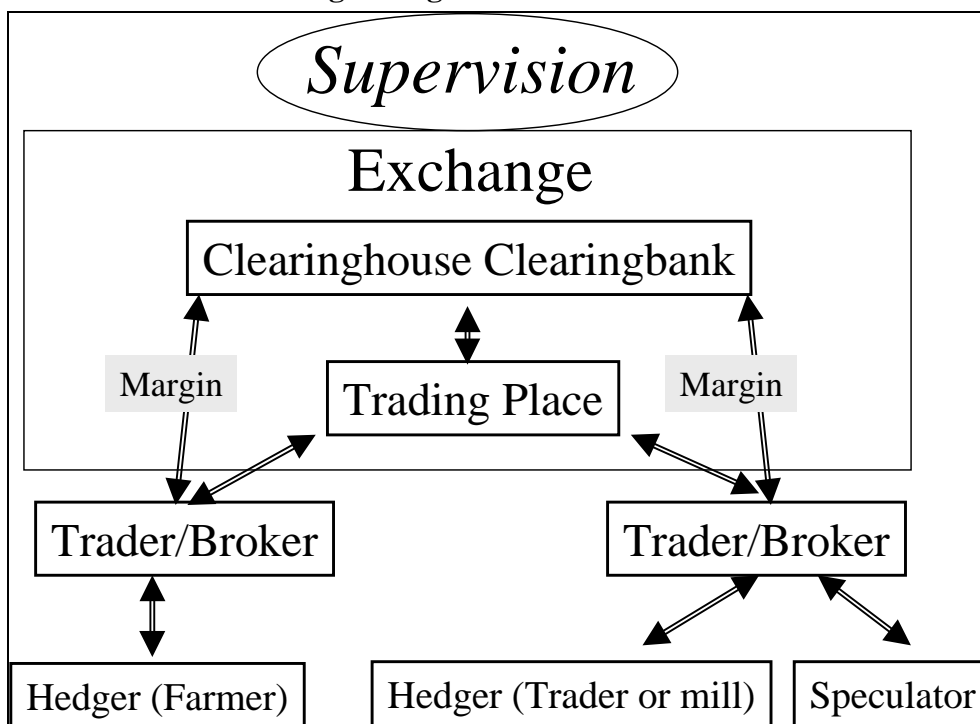 Supervision
Exchange
Clearinghouse Clearingbank
Margin
Trading Place
Margin
Trader/Broker
Trader/Broker
Hedger (Farmer)
Hedger (Trader or mill)
Speculator